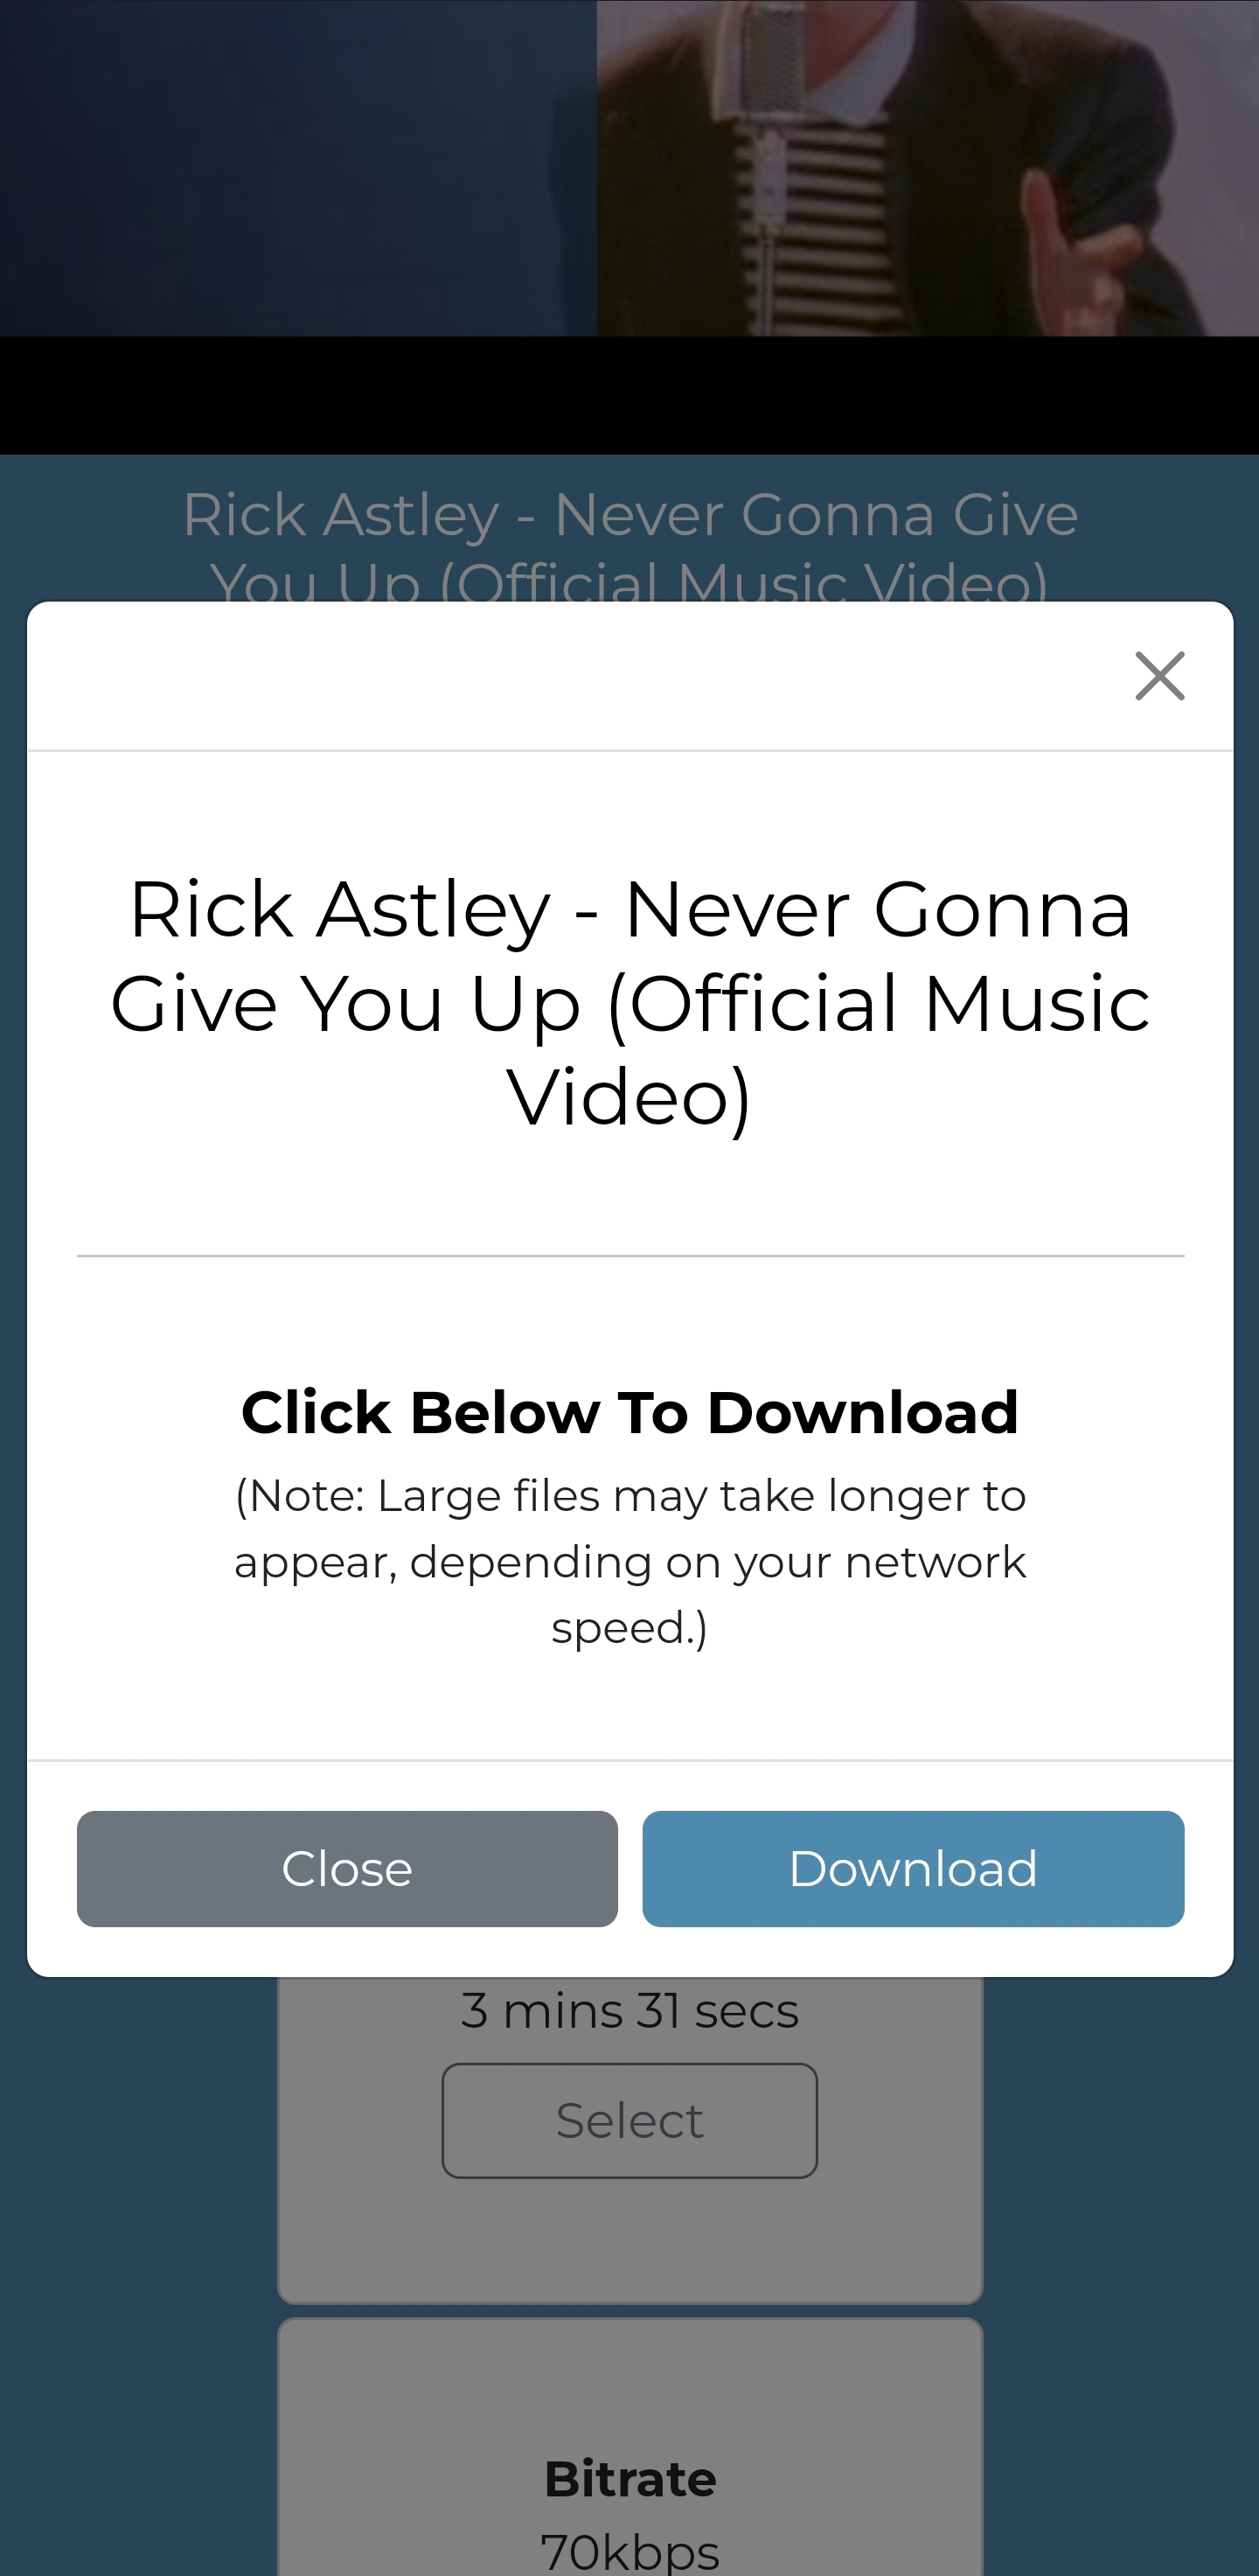 Rick Astley - Never Gonna Give
You Up (Official Music Video)
Rick Astley - Never Gonna
Give You Up (Official Music
Video)
Click Below To Download
(Note: Large files may take longer to
appear, depending on your network
speed.)
Close
Download
3 mins 31 secs
Select
Bitrate
70kbps